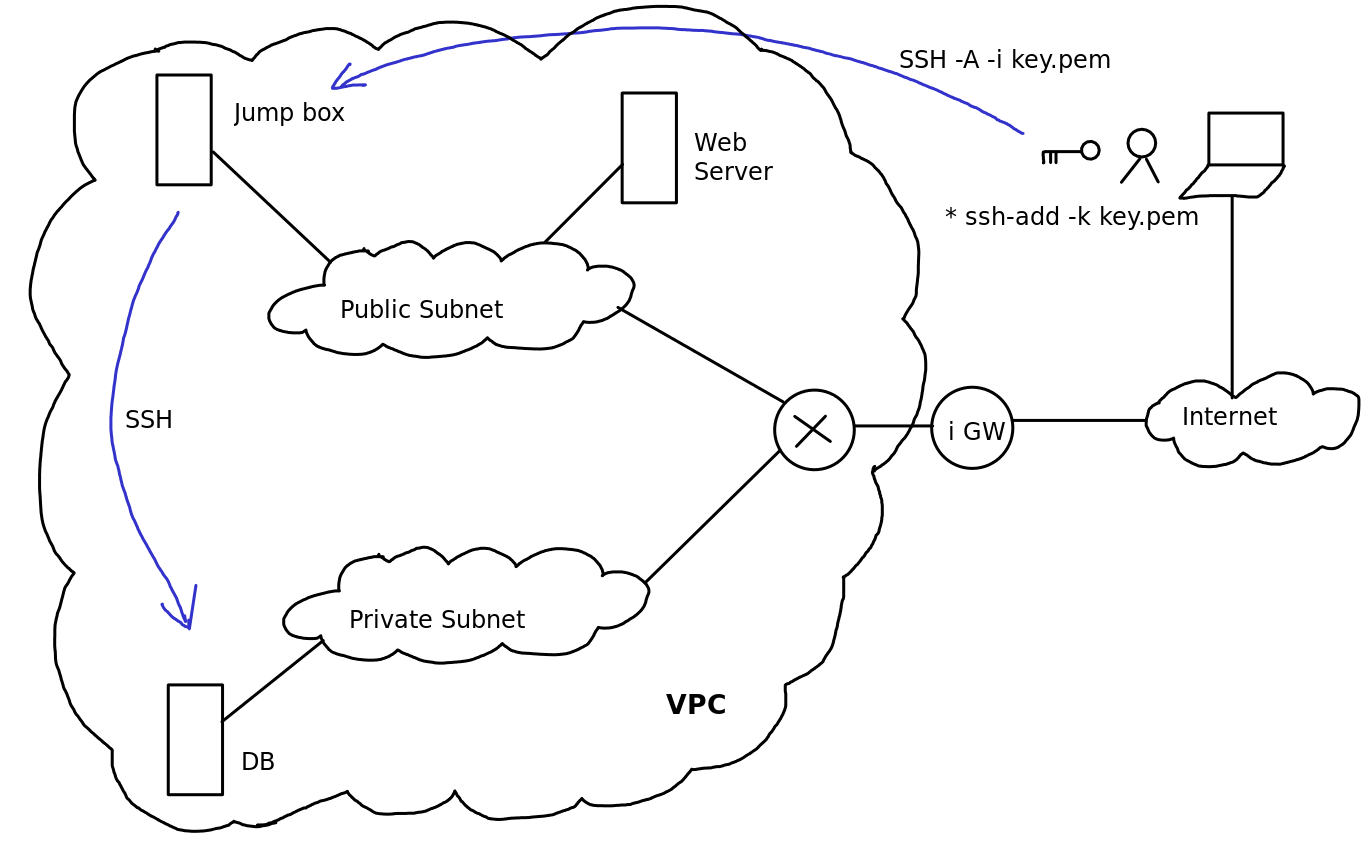 SSH -A -i key.pem
Jump box
Web
Server
* ssh-add -k key.pem
Public Subnet
SSH
i GW
Internet
Private Subnet
VPC
DB